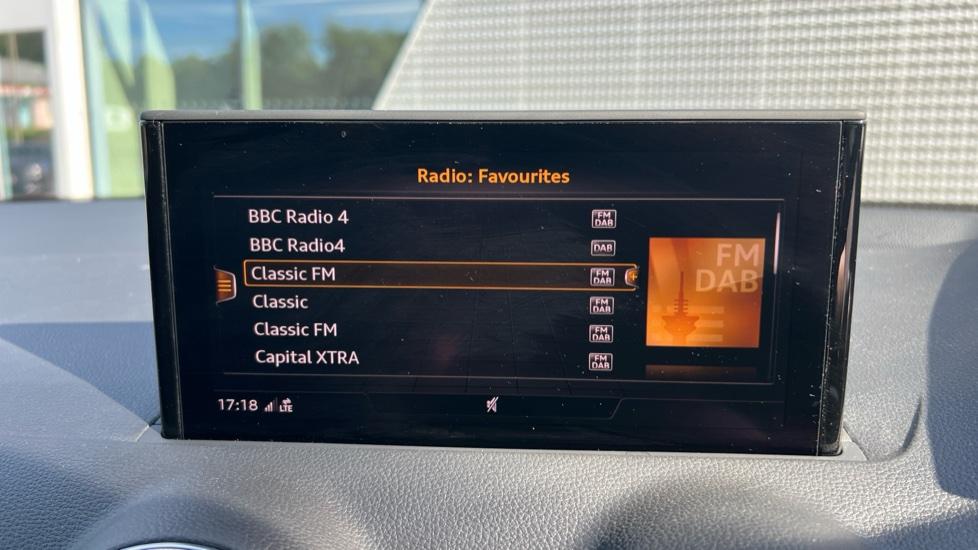 Radio: Favourites
BBC Radio 4 FM DAB
BBC Radio4 DAB
Classic FM FM DAB
Classic FM DAB
Classic FM FM DAB
Capital XTRA FM DAB
FM
DAB
17:18 LTE